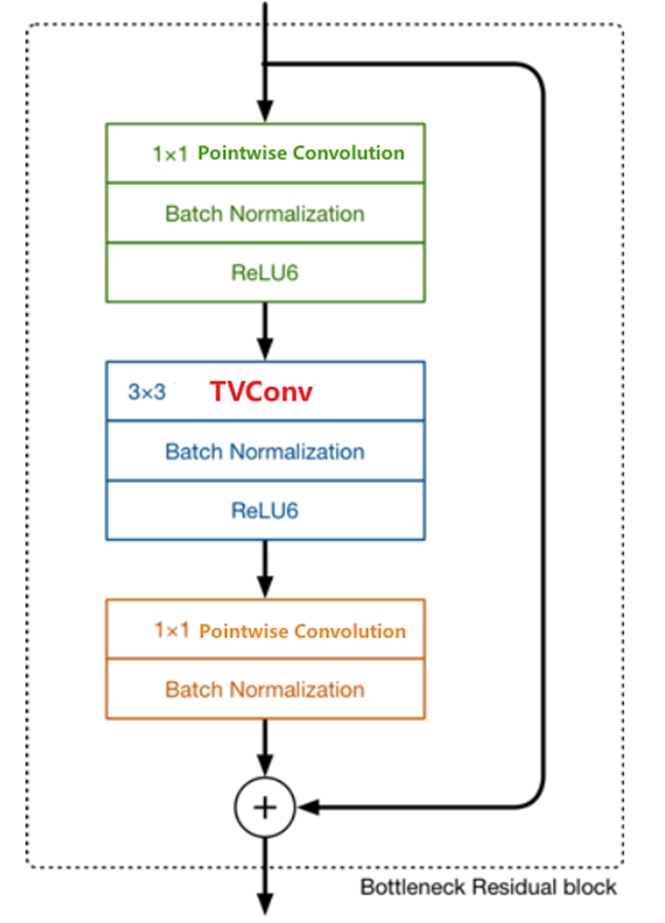 1×1 Pointwise Convolution
Batch Normalization
ReLU6
3×3 TVConv
Batch Normalization
ReLU6
1×1 Pointwise Convolution
Batch Normalization
+
Bottleneck Residual block